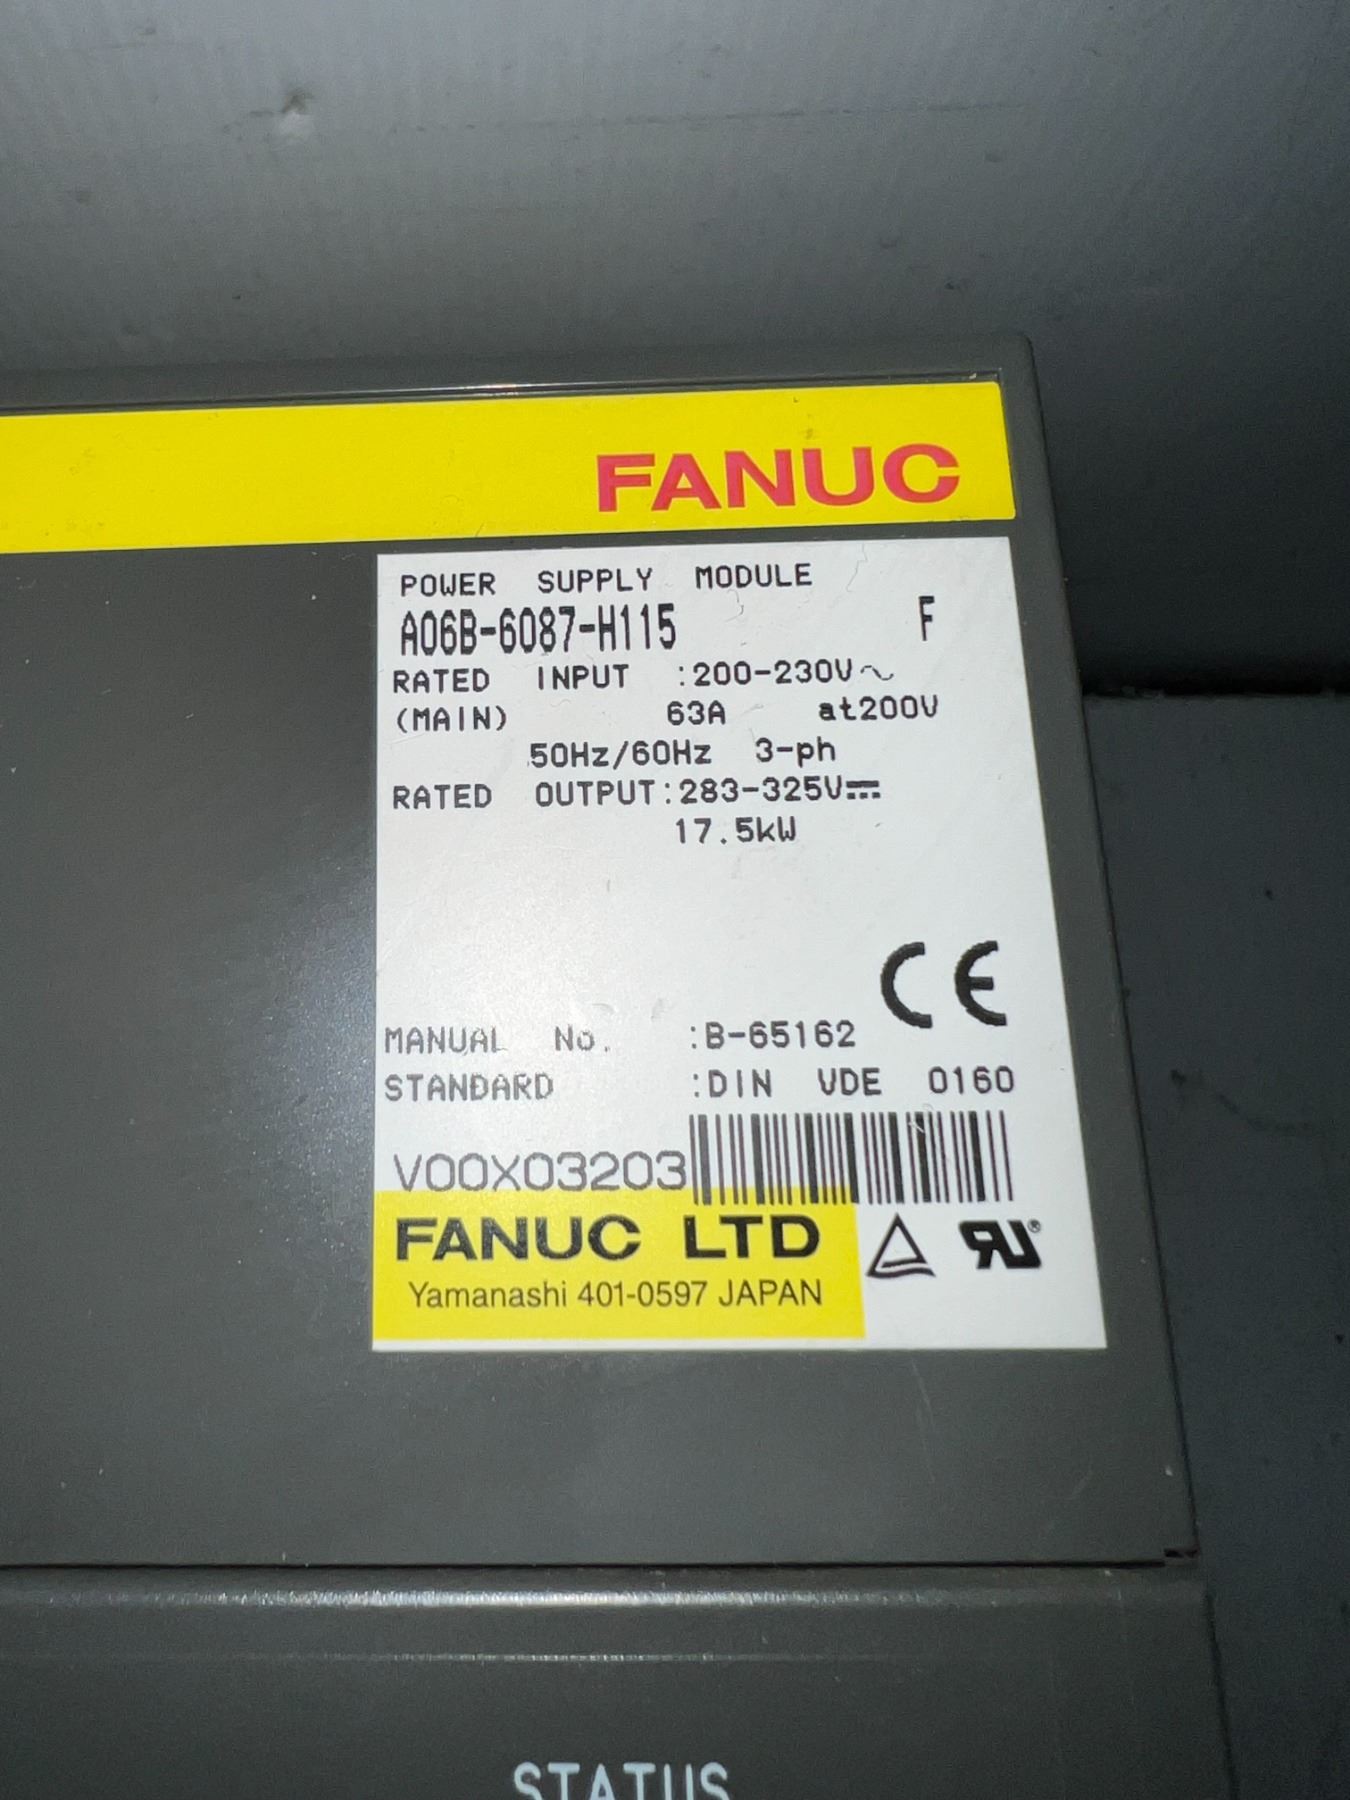 FANUC
POWER SUPPLY MODULE
A06B-6087-H115 F
RATED INPUT :200-230V~
(MAIN) 63A at200V
50Hz/60Hz 3-ph
RATED OUTPUT:283-325V⎓
17.5kW
CE
MANUAL No. :B-65162
STANDARD :DIN VDE 0160
V00X03203
FANUC LTD
Yamanashi 401-0597 JAPAN
STATUS